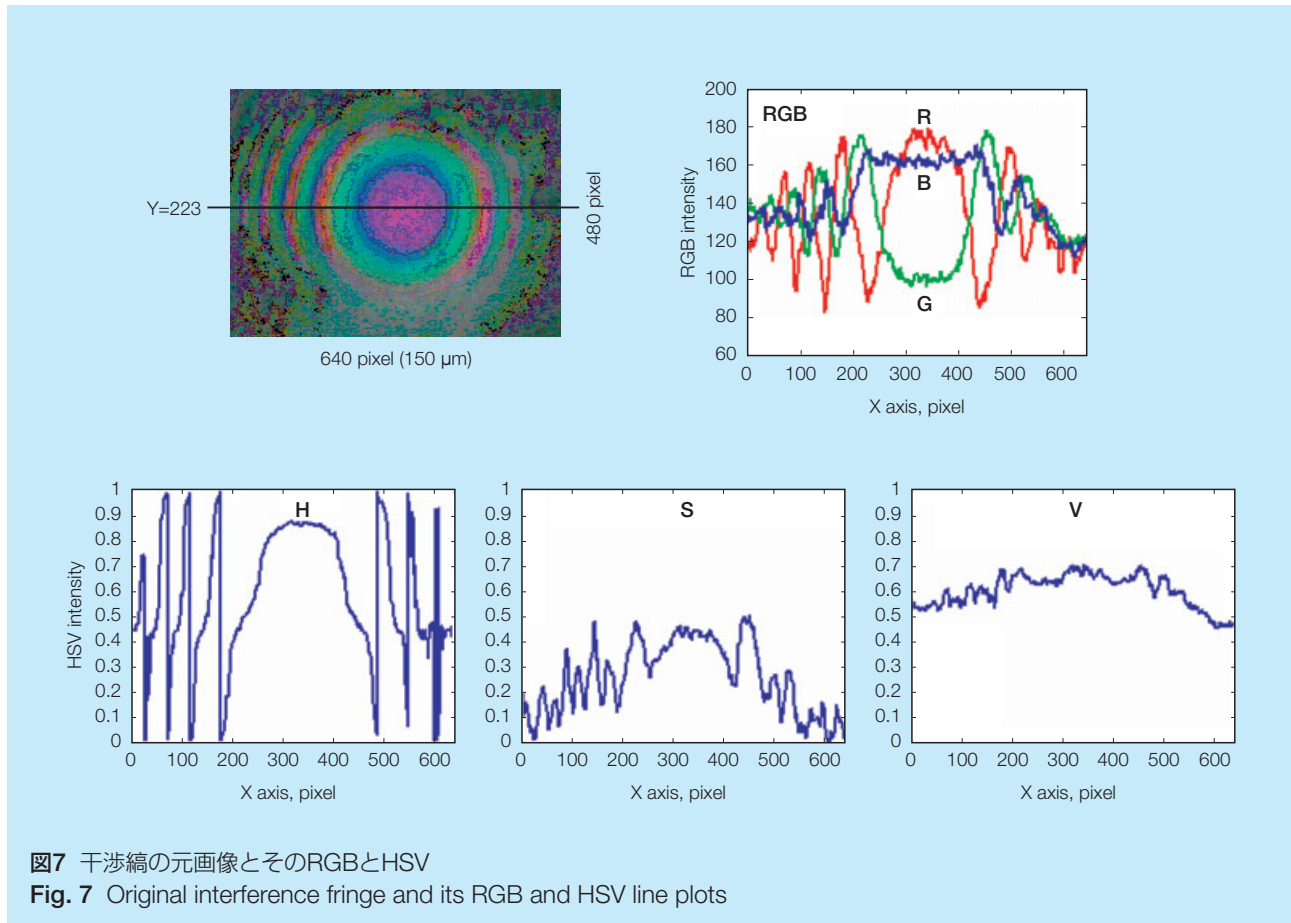 Y=223
480 pixel
640 pixel (150 µm)
RGB
R
B
G
200
180
160
140
120
100
80
60
RGB intensity
0 100 200 300 400 500 600
X axis, pixel
H
1
0.9
0.8
0.7
0.6
0.5
0.4
0.3
0.2
0.1
0
HSV intensity
0 100 200 300 400 500 600
X axis, pixel
S
1
0.9
0.8
0.7
0.6
0.5
0.4
0.3
0.2
0.1
0
0 100 200 300 400 500 600
X axis, pixel
V
1
0.9
0.8
0.7
0.6
0.5
0.4
0.3
0.2
0.1
0
0 100 200 300 400 500 600
X axis, pixel
図7 干渉縞の元画像とそのRGBとHSV
Fig. 7 Original interference fringe and its RGB and HSV line plots